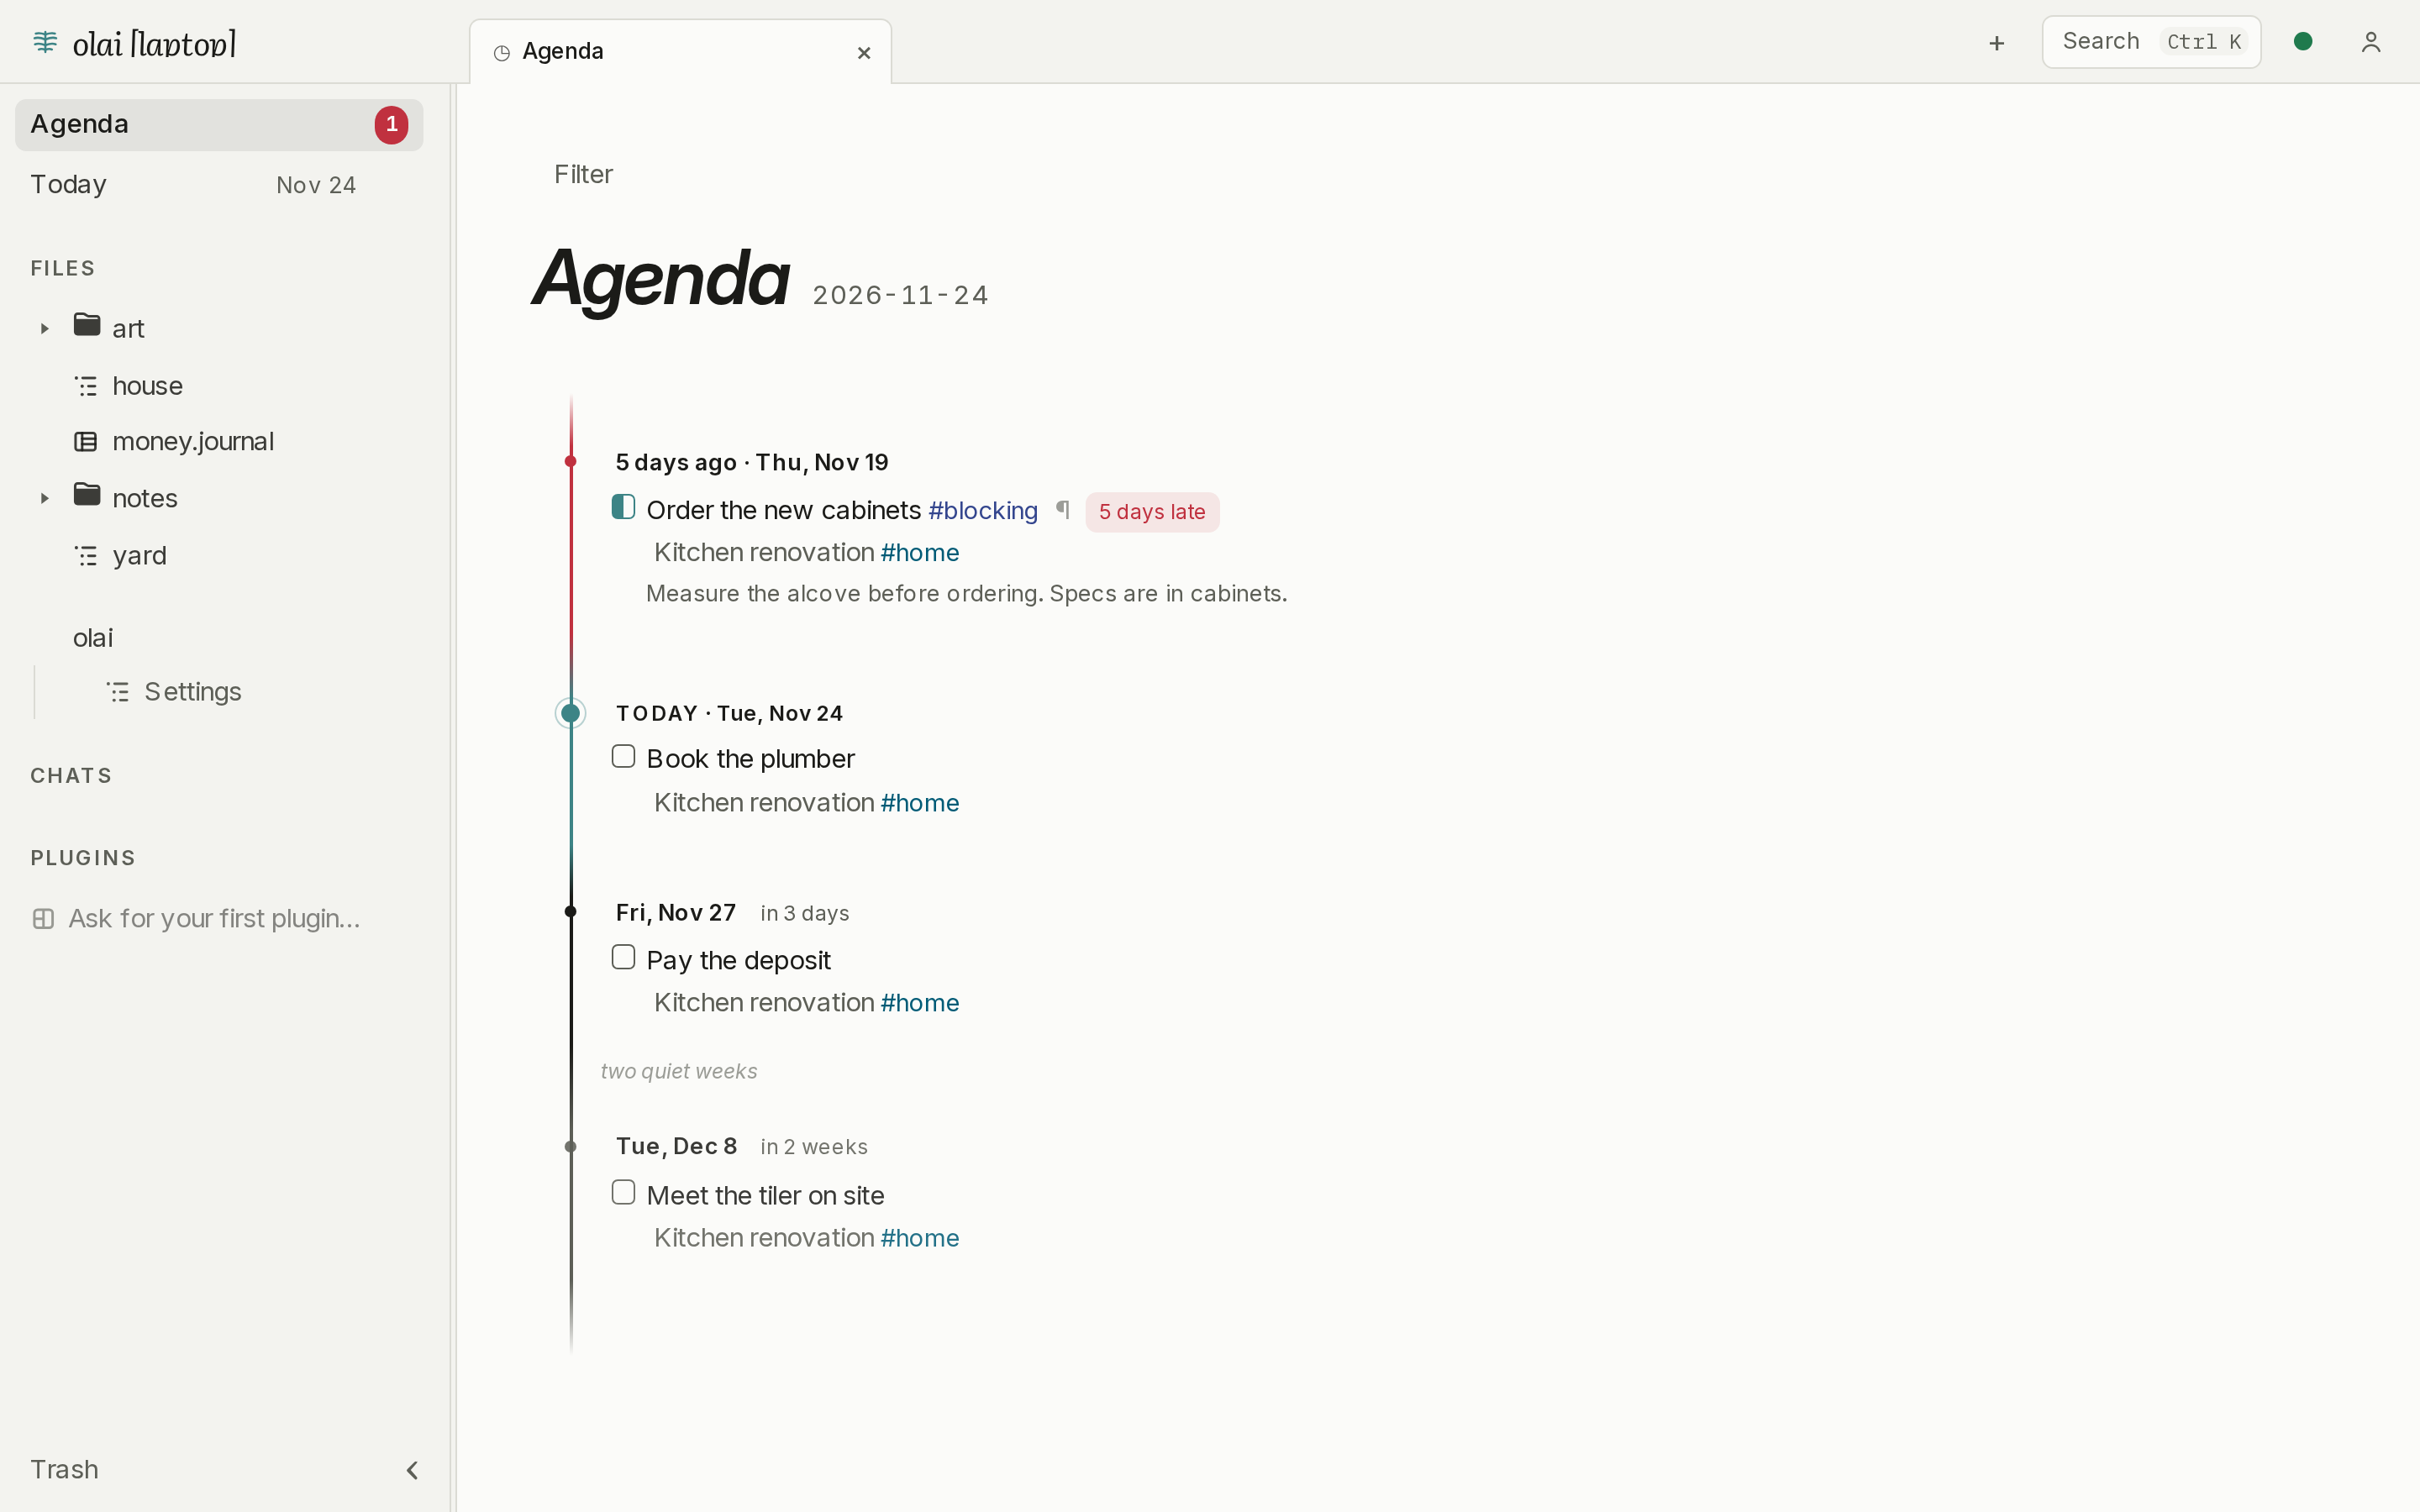 olai [laptop]
Agenda
Search Ctrl K
Agenda 1
Today Nov 24
FILES
art
house
money.journal
notes
yard
olai
Settings
CHATS
PLUGINS
Ask for your first plugin…
Trash
Filter
Agenda 2026-11-24
5 days ago · Thu, Nov 19
Order the new cabinets #blocking ¶ 5 days late
Kitchen renovation #home
Measure the alcove before ordering. Specs are in cabinets.
TODAY · Tue, Nov 24
Book the plumber
Kitchen renovation #home
Fri, Nov 27 in 3 days
Pay the deposit
Kitchen renovation #home
two quiet weeks
Tue, Dec 8 in 2 weeks
Meet the tiler on site
Kitchen renovation #home